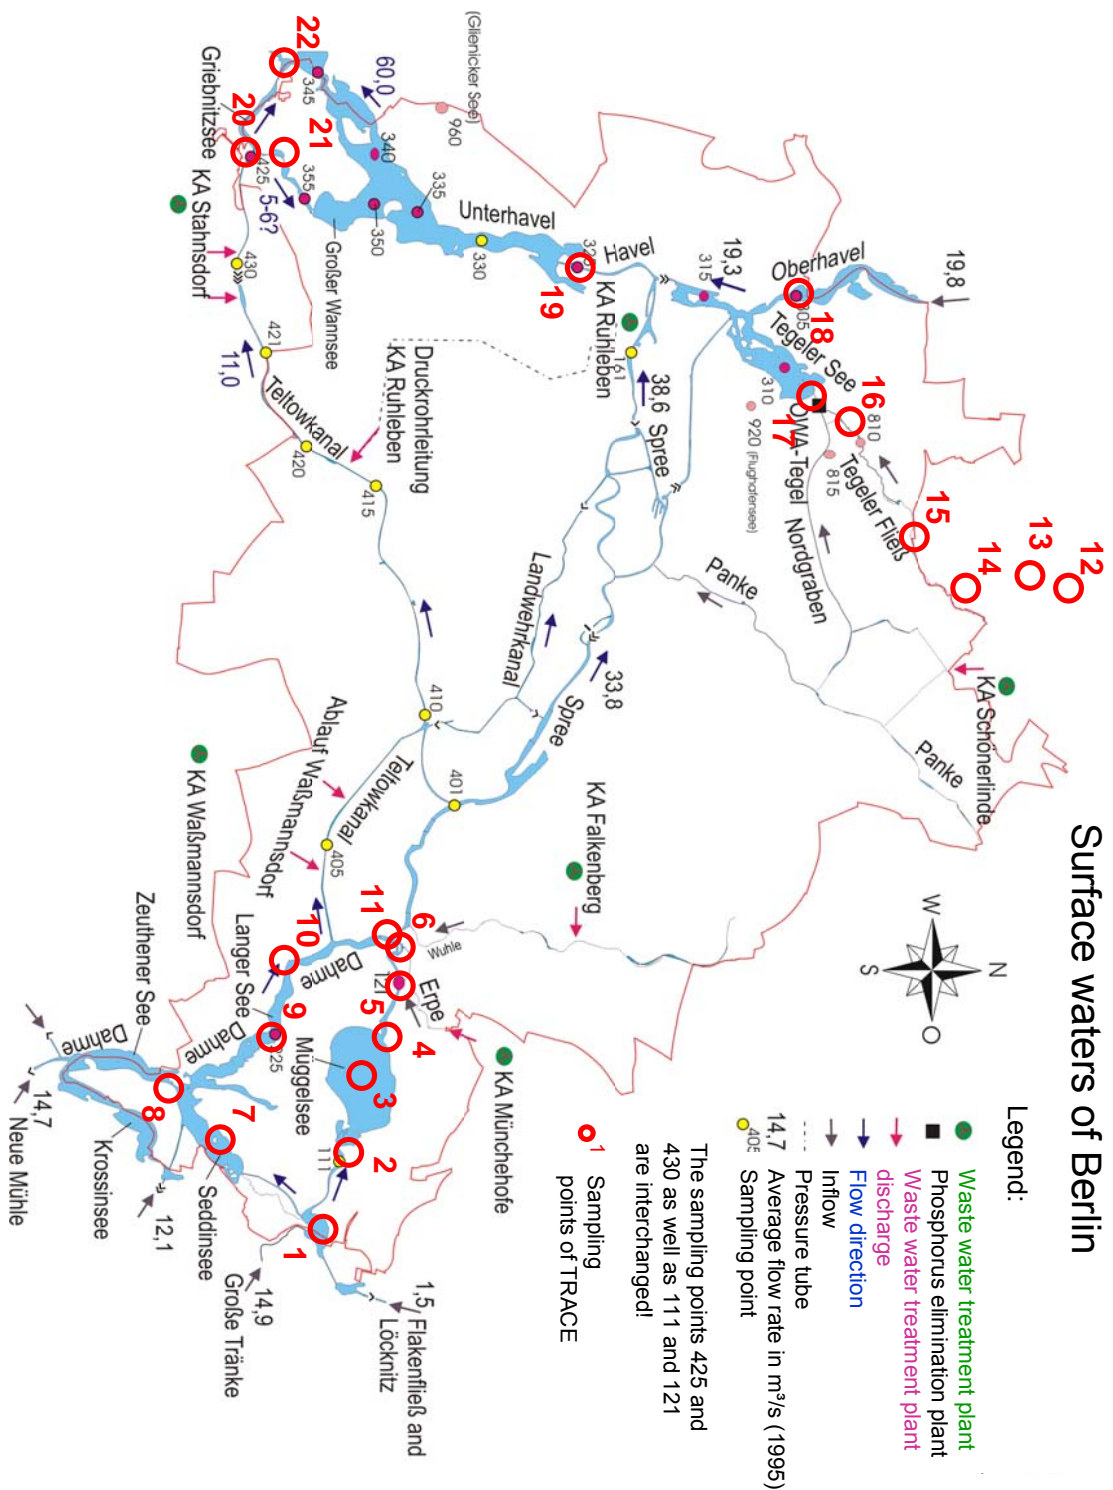 Surface waters of Berlin
Legend:
Waste water treatment plant
Phosphorus elimination plant
Waste water treatment plant
discharge
Flow direction
Inflow
Pressure tube
14,7 Average flow rate in m³/s (1995)
405 Sampling point
The sampling points 425 and
430 as well as 111 and 121
are interchanged!
1 Sampling
points of TRACE
N
W
O
S
12
13
14
15
16
17
18
19
20
21
22
1
2
3
4
5
6
7
8
9
10
11
19,8
Oberhavel
305
Tegeler See
310
315
19,3
810
815
OWA-Tegel
920 (Flughafensee)
Tegeler Fließ
Nordgraben
KA Schönerlinde
Panke
Panke
Havel
KA Ruhleben
161
38,6
Spree
Unterhavel
330
335
340
350
355
345
60,0
960
(Glienicker See)
Griebnitzsee
425
5-6?
KA Stahnsdorf
430
Großer Wannsee
421
11,0
Teltowkanal
420
415
Druckrohrleitung
KA Ruhleben
Landwehrkanal
33,8
Spree
410
401
Teltowkanal
405
Ablauf Waßmannsdorf
KA Waßmannsdorf
KA Falkenberg
Wuhle
Erpe
121
KA Münchehofe
Dahme
Langer See
Müggelsee
111
Zeuthener See
Dahme
Dahme
14,7
Neue Mühle
Krossinsee
12,1
Seddinsee
14,9
Große Tränke
1,5
Flakenfließ and
Löcknitz